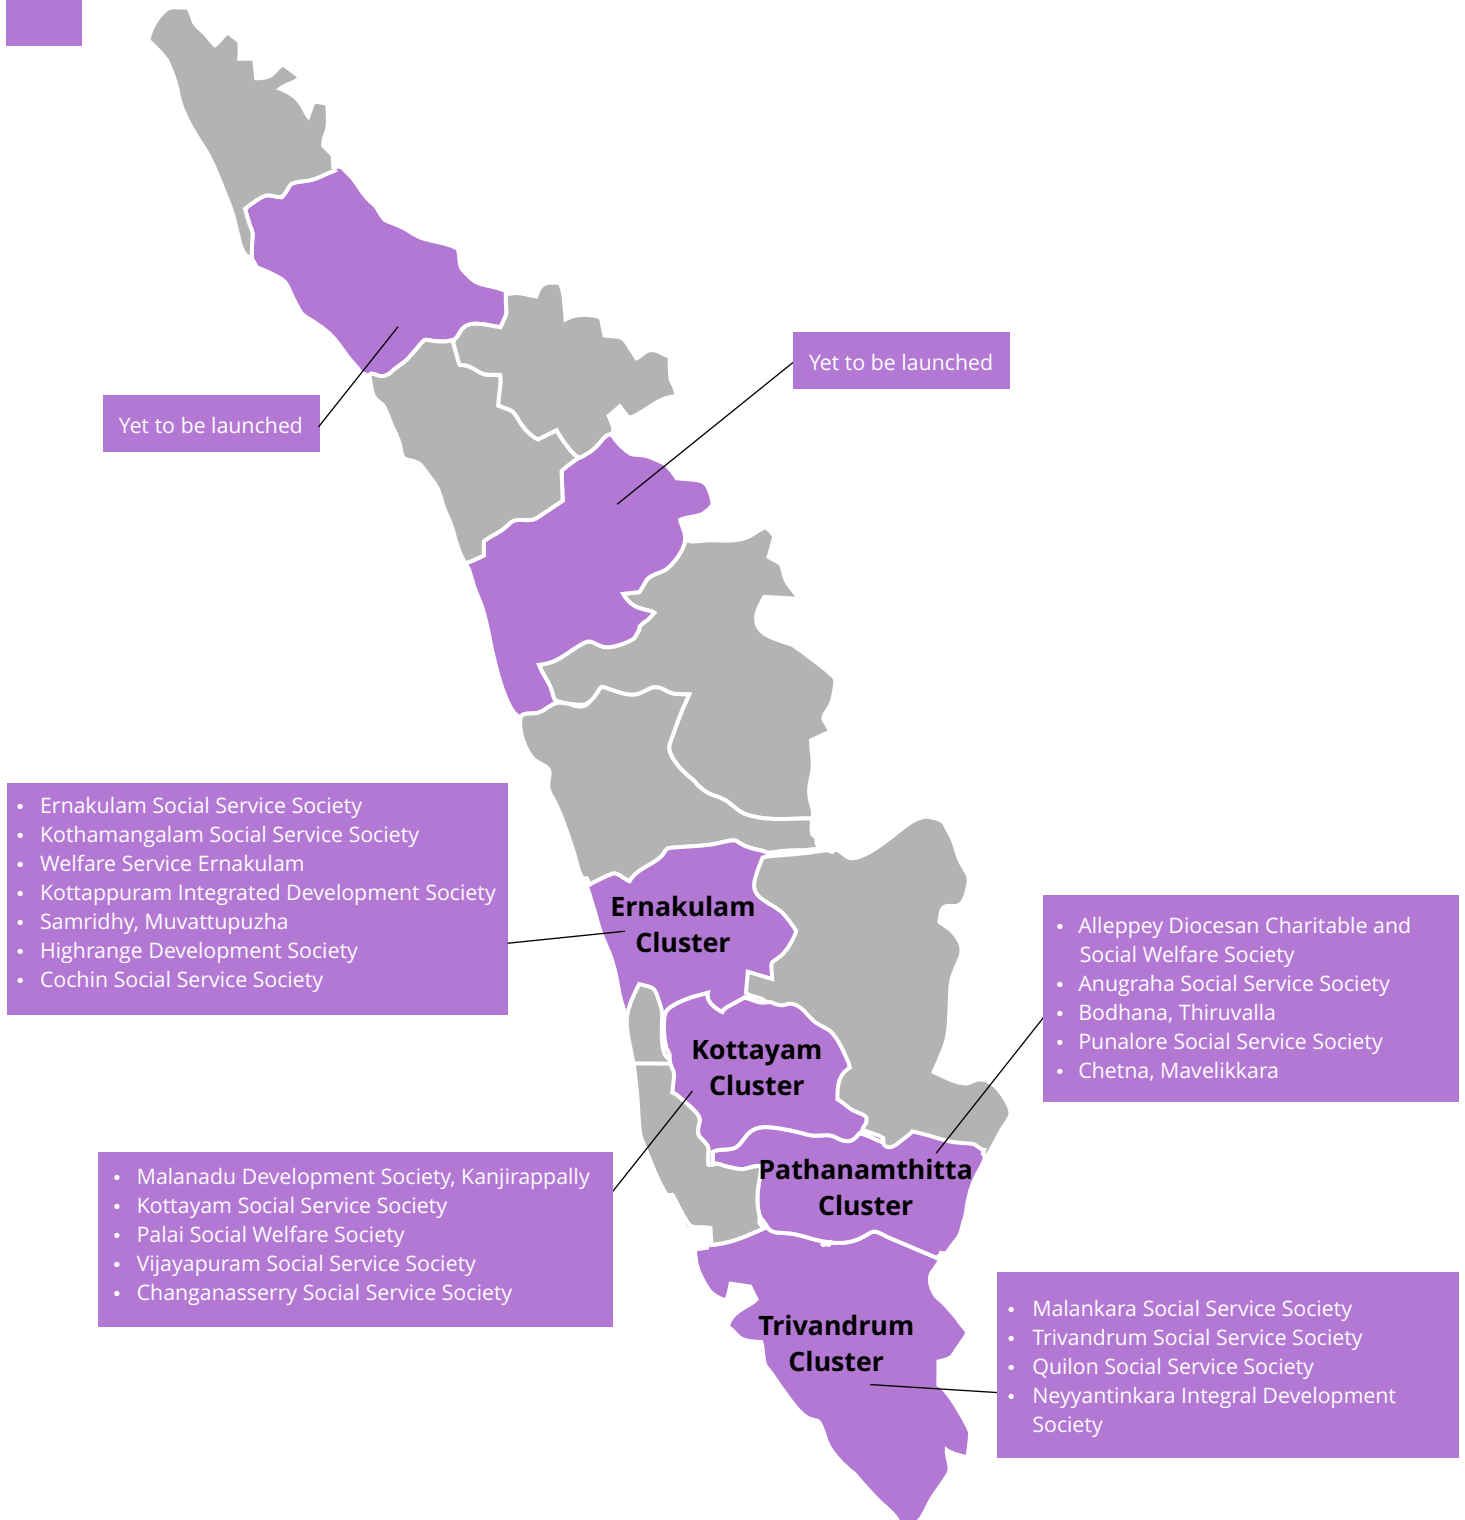 Yet to be launched
Yet to be launched
• Ernakulam Social Service Society
• Kothamangalam Social Service Society
• Welfare Service Ernakulam
• Kottappuram Integrated Development Society
• Samridhy, Muvattupuzha
• Highrange Development Society
• Cochin Social Service Society
Ernakulam
Cluster
• Alleppey Diocesan Charitable and
Social Welfare Society
• Anugraha Social Service Society
• Bodhana, Thiruvalla
• Punalore Social Service Society
• Chetna, Mavelikkara
Kottayam
Cluster
• Malanadu Development Society, Kanjirappally
• Kottayam Social Service Society
• Palai Social Welfare Society
• Vijayapuram Social Service Society
• Changanasserry Social Service Society
Pathanamthitta
Cluster
Trivandrum
Cluster
• Malankara Social Service Society
• Trivandrum Social Service Society
• Quilon Social Service Society
• Neyyantinkara Integral Development
Society